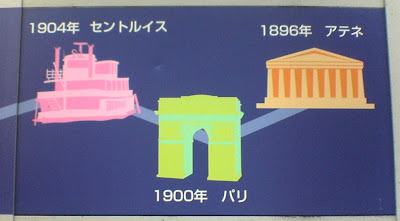 1904年 セントルイス
1896年 アテネ
1900年 パリ